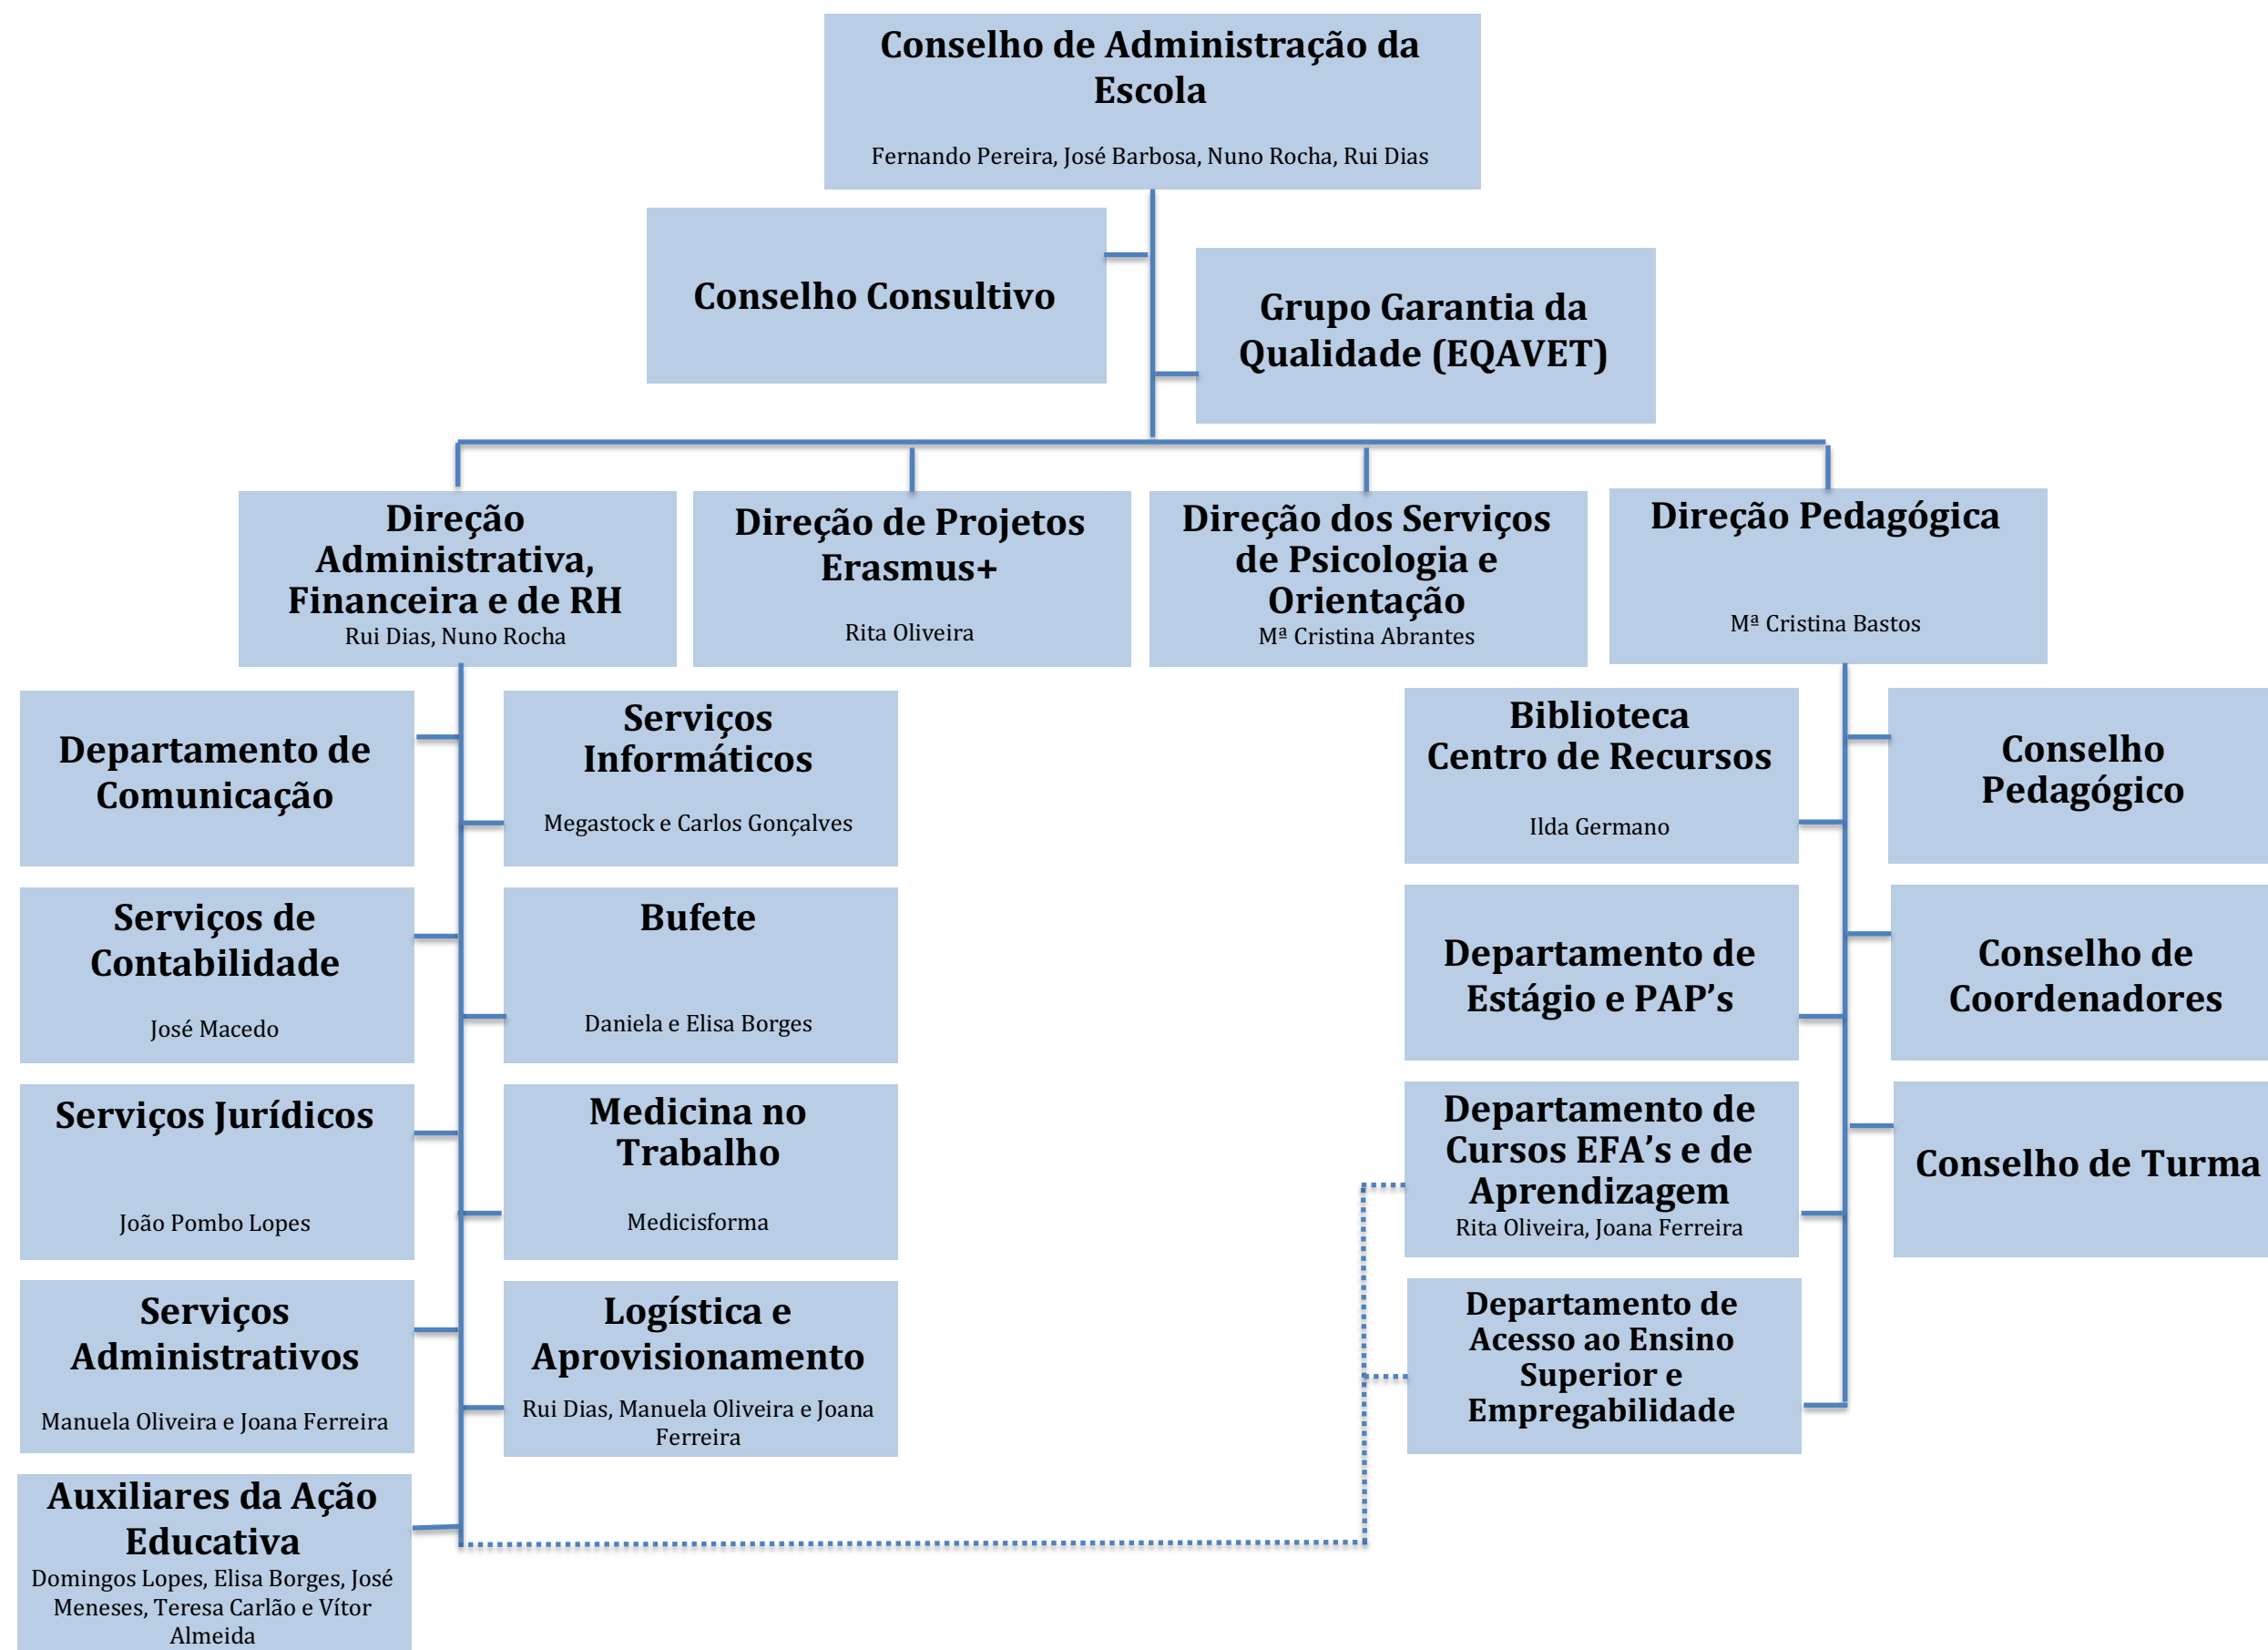 Conselho de Administração da
Escola
Fernando Pereira, José Barbosa, Nuno Rocha, Rui Dias
Conselho Consultivo
Grupo Garantia da
Qualidade (EQAVET)
Direção
Administrativa,
Financeira e de RH
Rui Dias, Nuno Rocha
Direção de Projetos
Erasmus+
Rita Oliveira
Direção dos Serviços
de Psicologia e
Orientação
Mª Cristina Abrantes
Direção Pedagógica
Mª Cristina Bastos
Departamento de
Comunicação
Serviços
Informáticos
Megastock e Carlos Gonçalves
Biblioteca
Centro de Recursos
Ilda Germano
Conselho
Pedagógico
Serviços de
Contabilidade
José Macedo
Bufete
Daniela e Elisa Borges
Departamento de
Estágio e PAP’s
Conselho de
Coordenadores
Serviços Jurídicos
João Pombo Lopes
Medicina no
Trabalho
Medicisforma
Departamento de
Cursos EFA’s e de
Aprendizagem
Rita Oliveira, Joana Ferreira
Conselho de Turma
Serviços
Administrativos
Manuela Oliveira e Joana Ferreira
Logística e
Aprovisionamento
Rui Dias, Manuela Oliveira e Joana
Ferreira
Departamento de
Acesso ao Ensino
Superior e
Empregabilidade
Auxiliares da Ação
Educativa
Domingos Lopes, Elisa Borges, José
Meneses, Teresa Carlão e Vítor
Almeida